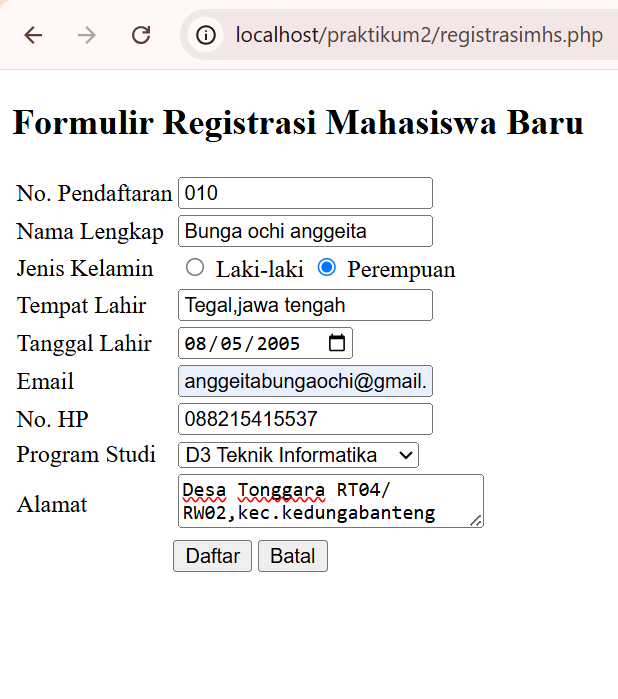 localhost/praktikum2/registrasimhs.php
Formulir Registrasi Mahasiswa Baru
No. Pendaftaran 010
Nama Lengkap Bunga ochi anggeita
Jenis Kelamin Laki-laki Perempuan
Tempat Lahir Tegal,jawa tengah
Tanggal Lahir 08/05/2005
Email anggeitabungaochi@gmail.
No. HP 088215415537
Program Studi D3 Teknik Informatika
Alamat Desa Tonggara RT04/
RW02,kec.kedungabanteng
Daftar Batal